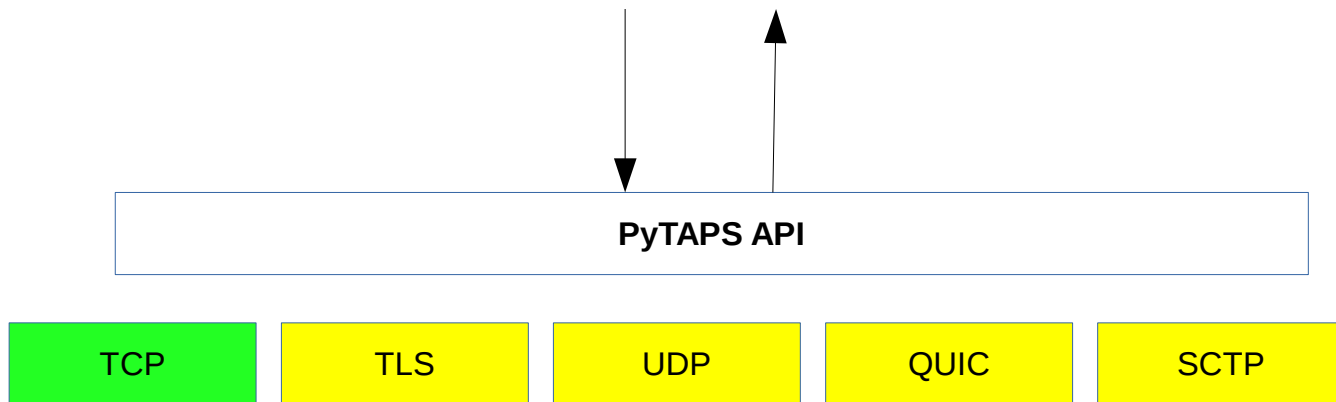 PyTAPS API
TCP
TLS
UDP
QUIC
SCTP